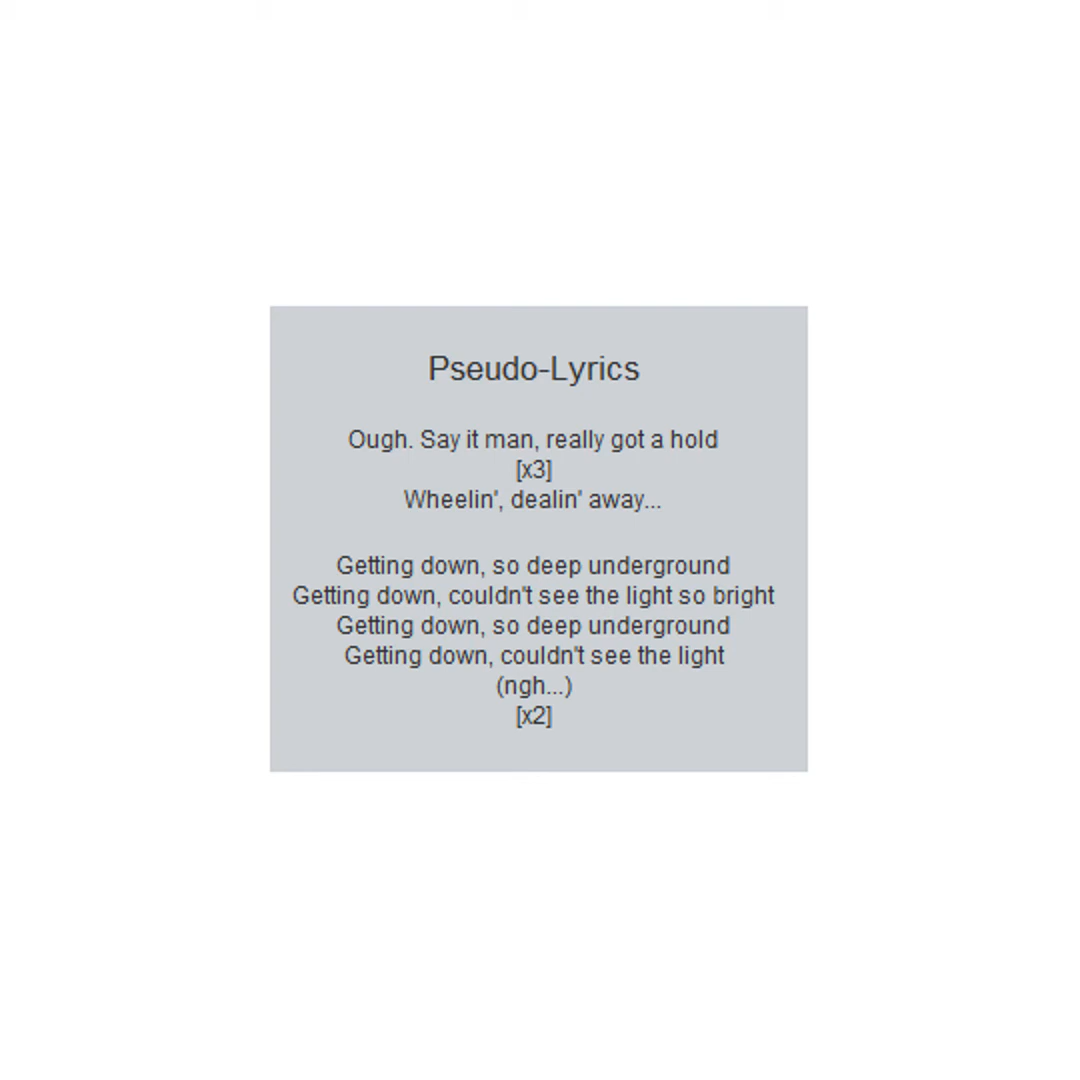 Pseudo-Lyrics
Ough. Say it man, really got a hold
[x3]
Wheelin', dealin' away...
Getting down, so deep underground
Getting down, couldn't see the light so bright
Getting down, so deep underground
Getting down, couldn't see the light
(ngh...)
[x2]